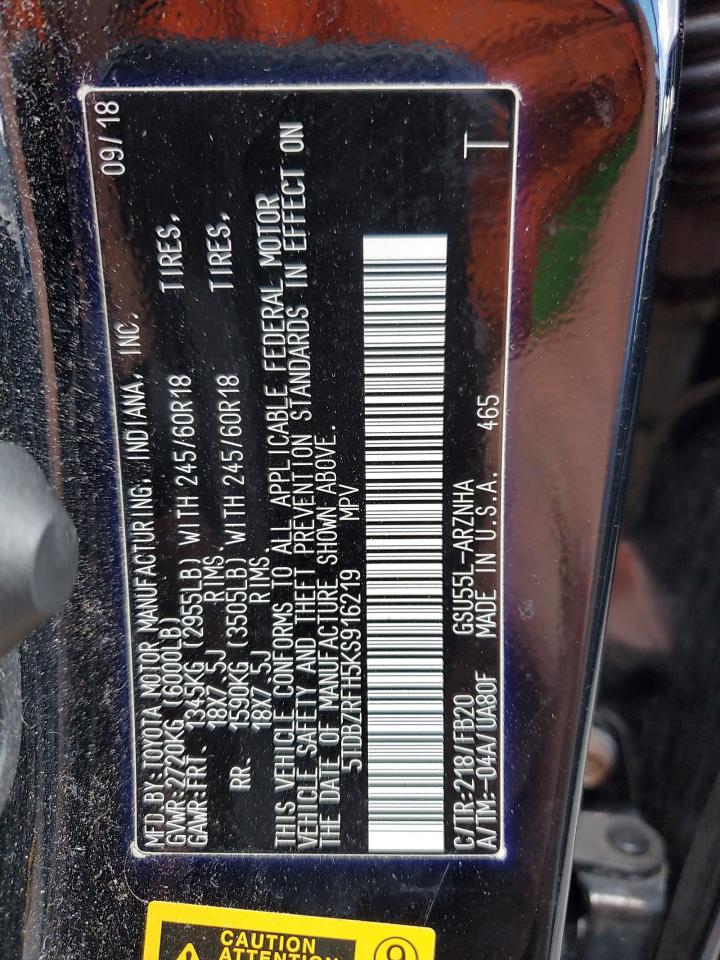 MFD.BY:TOYOTA MOTOR MANUFACTURING, INDIANA, INC. 09/18
GVWR:2720KG (6000LB)
GAWR:FRT. 1345KG (2955LB) WITH 245/60R18 TIRES,
18X7.5J RIMS.
RR. 1590KG (3505LB) WITH 245/60R18 TIRES,
18X7.5J RIMS
THIS VEHICLE CONFORMS TO ALL APPLICABLE FEDERAL MOTOR
VEHICLE SAFETY AND THEFT PREVENTION STANDARDS IN EFFECT ON
THE DATE OF MANUFACTURE SHOWN ABOVE.
5TDBZRFH5KS916219 MPV
C/TR:218/FB20 GSU55L-ARZNHA
A/TM:-04A/UA80F MADE IN U.S.A. 465 T
CAUTION
ATTENTION